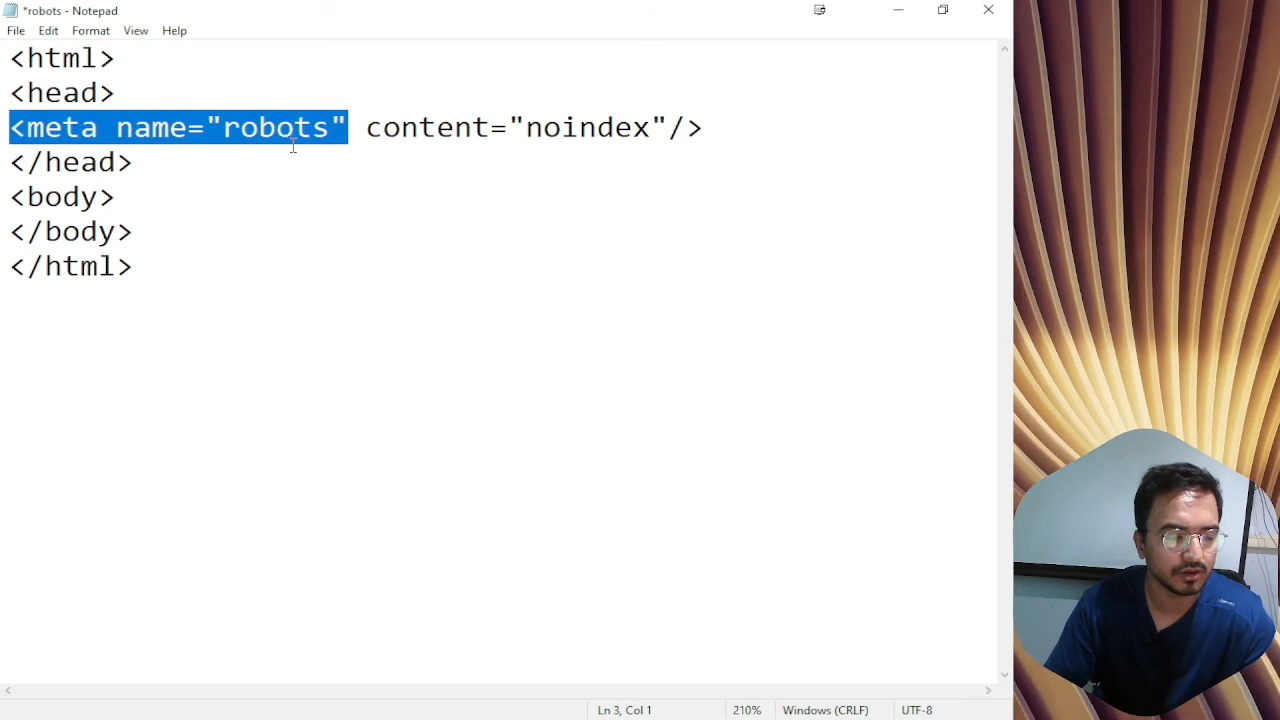 *robots - Notepad
File Edit Format View Help
<html>
<head>
<meta name="robots" content="noindex"/>
</head>
<body>
</body>
</html>
Ln 3, Col 1 210% Windows (CRLF) UTF-8